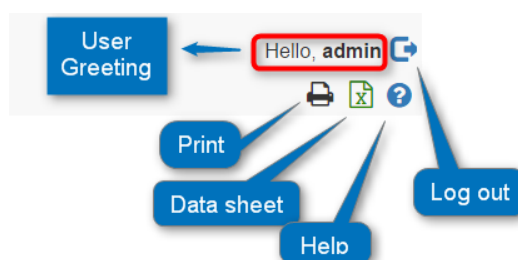 User
Greeting
Hello, admin
Print
Data sheet
Log out
Help